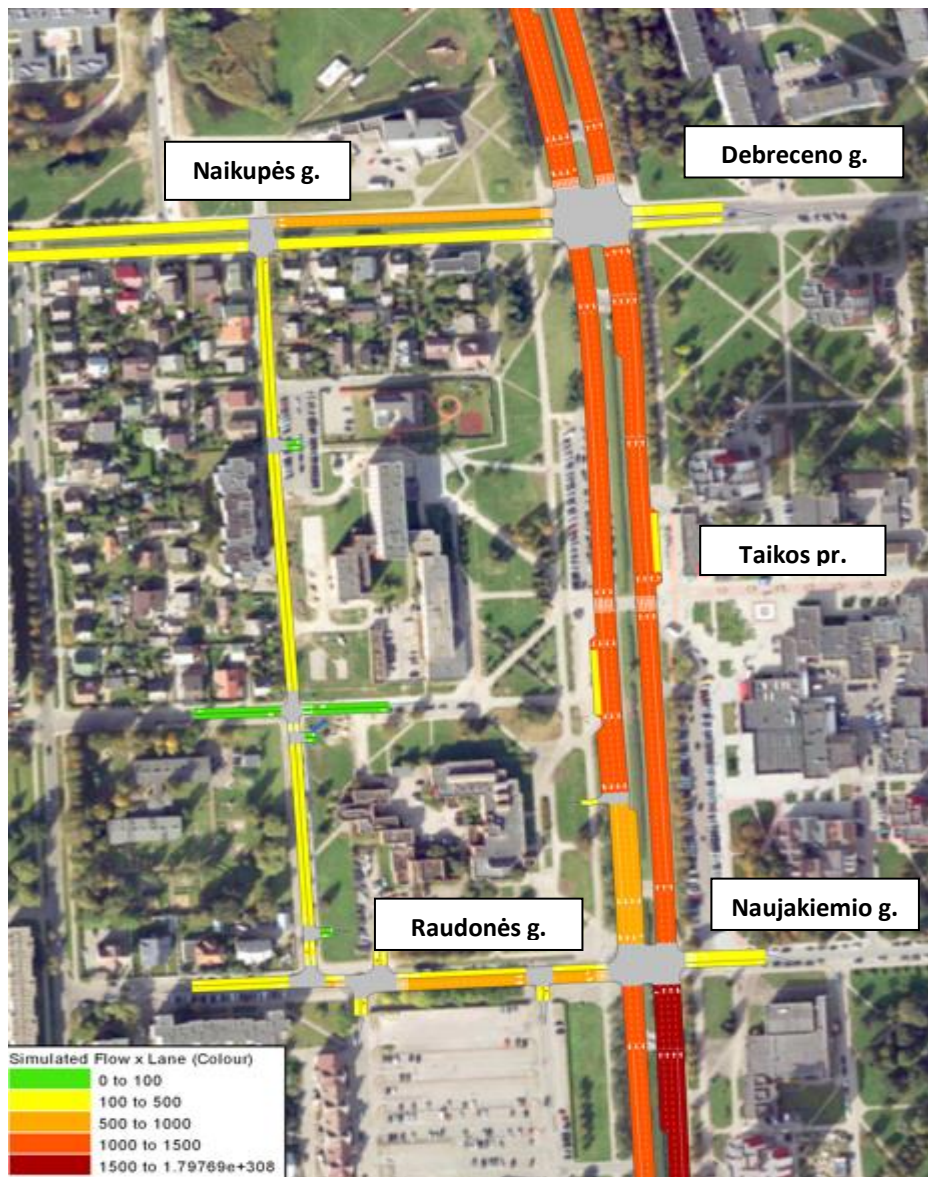 Debreceno g.
Naikupės g.
Taikos pr.
Naujakiemio g.
Raudonės g.
Simulated Flow x Lane (Colour)
0 to 100
100 to 500
500 to 1000
1000 to 1500
1500 to 1.79769e+308